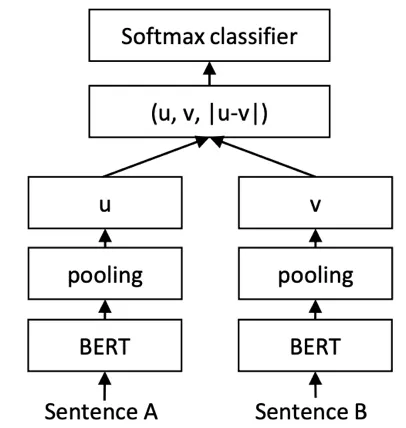 Softmax classifier
(u, v, |u-v|)
u v
pooling pooling
BERT BERT
Sentence A Sentence B